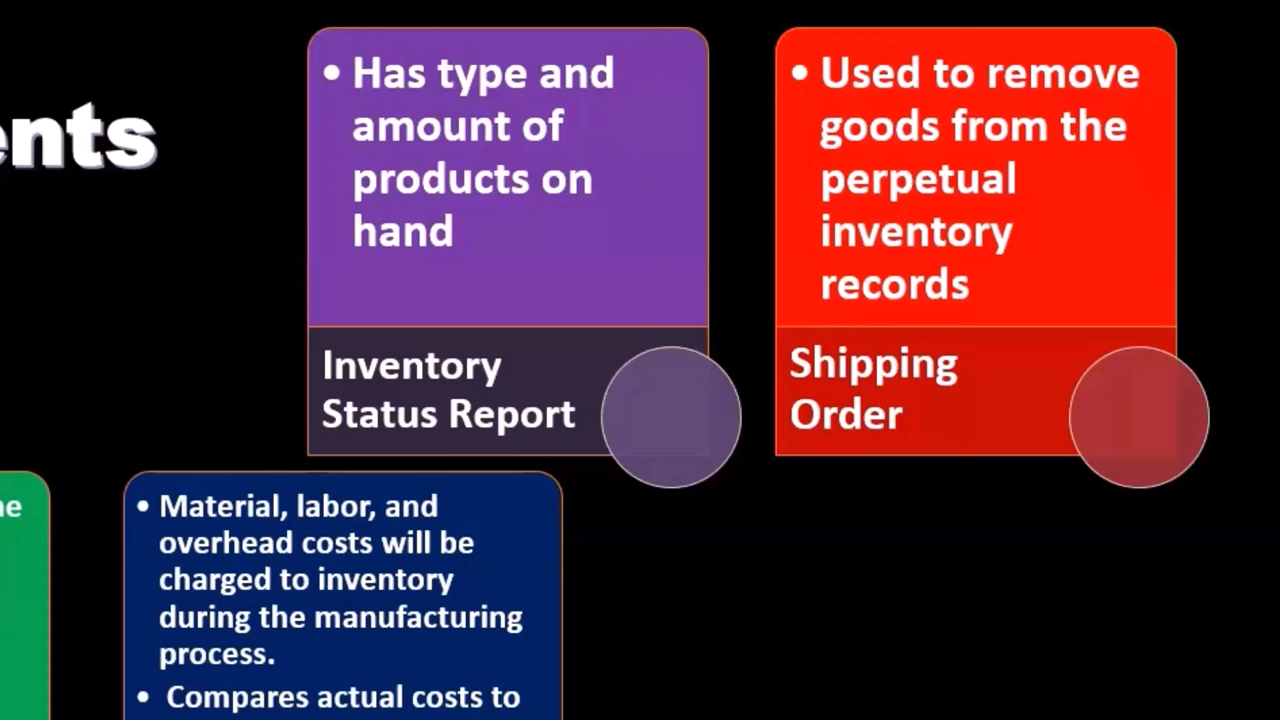 ents
• Has type and
amount of
products on
hand
Inventory
Status Report
• Used to remove
goods from the
perpetual
inventory
records
Shipping
Order
• Material, labor, and
overhead costs will be
charged to inventory
during the manufacturing
process.
• Compares actual costs to